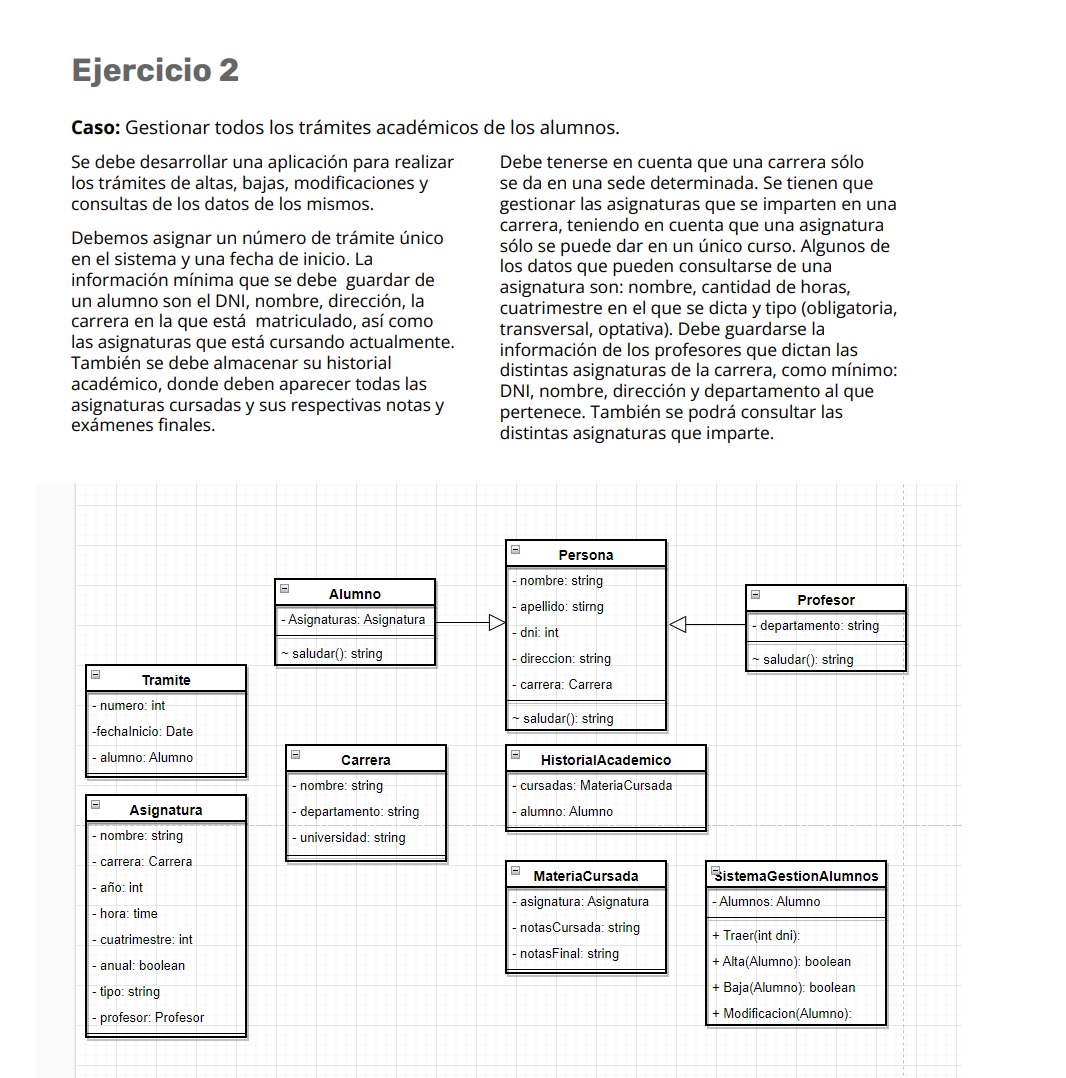 Ejercicio 2
Caso: Gestionar todos los trámites académicos de los alumnos.
Se debe desarrollar una aplicación para realizar
los trámites de altas, bajas, modificaciones y
consultas de los datos de los mismos.
Debemos asignar un número de trámite único
en el sistema y una fecha de inicio. La
información mínima que se debe  guardar de
un alumno son el DNI, nombre, dirección, la
carrera en la que está  matriculado, así como
las asignaturas que está cursando actualmente.
También se debe almacenar su historial
académico, donde deben aparecer todas las
asignaturas cursadas y sus respectivas notas y
exámenes finales.
Debe tenerse en cuenta que una carrera sólo
se da en una sede determinada. Se tienen que
gestionar las asignaturas que se imparten en una
carrera, teniendo en cuenta que una asignatura
sólo se puede dar en un único curso. Algunos de
los datos que pueden consultarse de una
asignatura son: nombre, cantidad de horas,
cuatrimestre en el que se dicta y tipo (obligatoria,
transversal, optativa). Debe guardarse la
información de los profesores que dictan las
distintas asignaturas de la carrera, como mínimo:
DNI, nombre, dirección y departamento al que
pertenece. También se podrá consultar las
distintas asignaturas que imparte.
Persona
- nombre: string
- apellido: stirng
- dni: int
- direccion: string
- carrera: Carrera
~ saludar(): string
Alumno
- Asignaturas: Asignatura
~ saludar(): string
Profesor
- departamento: string
~ saludar(): string
Tramite
- numero: int
-fechaInicio: Date
- alumno: Alumno
Carrera
- nombre: string
- departamento: string
- universidad: string
HistorialAcademico
- cursadas: MateriaCursada
- alumno: Alumno
Asignatura
- nombre: string
- carrera: Carrera
- año: int
- hora: time
- cuatrimestre: int
- anual: boolean
- tipo: string
- profesor: Profesor
MateriaCursada
- asignatura: Asignatura
- notasCursada: string
- notasFinal: string
SistemaGestionAlumnos
- Alumnos: Alumno
+ Traer(int dni):
+ Alta(Alumno): boolean
+ Baja(Alumno): boolean
+ Modificacion(Alumno):